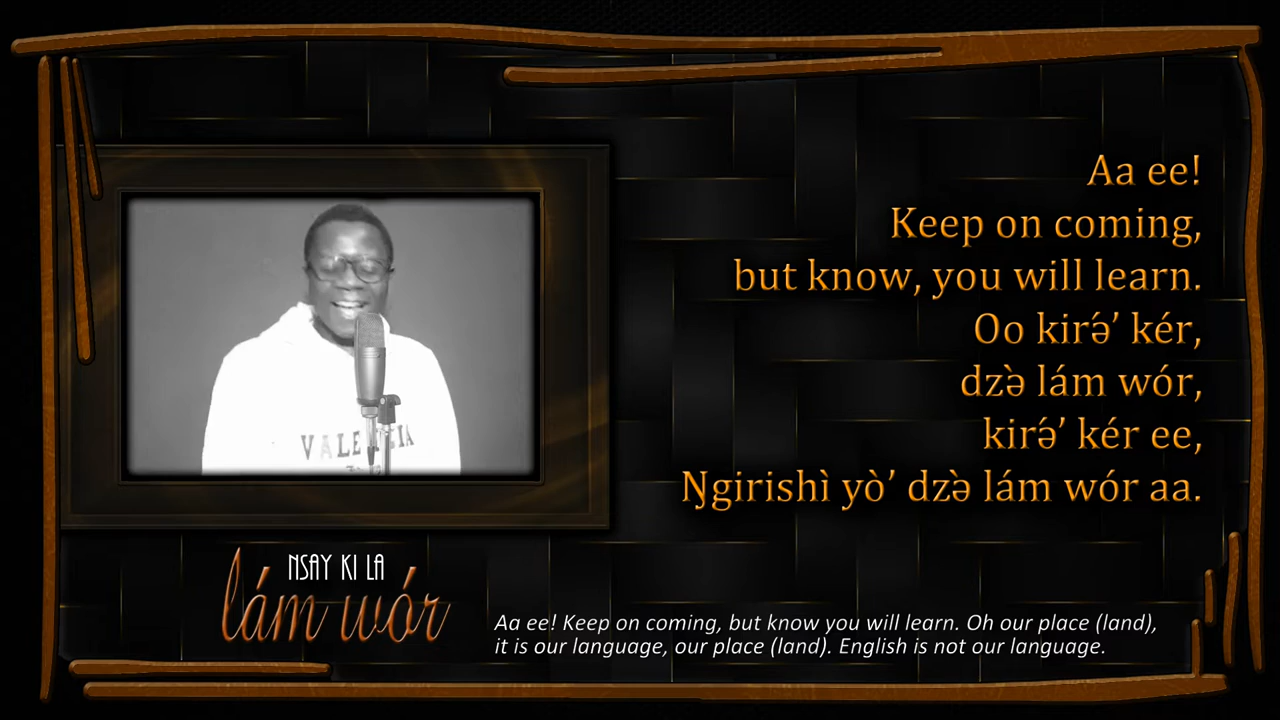 Aa ee!
Keep on coming,
but know, you will learn.
Oo kirə́’ kér,
dzə̀ lám wór,
kirə́’ kér ee,
Ŋgirishì yò’ dzə̀ lám wór aa.
NSAY KI LA
lám wór
Aa ee! Keep on coming, but know you will learn. Oh our place (land),
it is our language, our place (land). English is not our language.